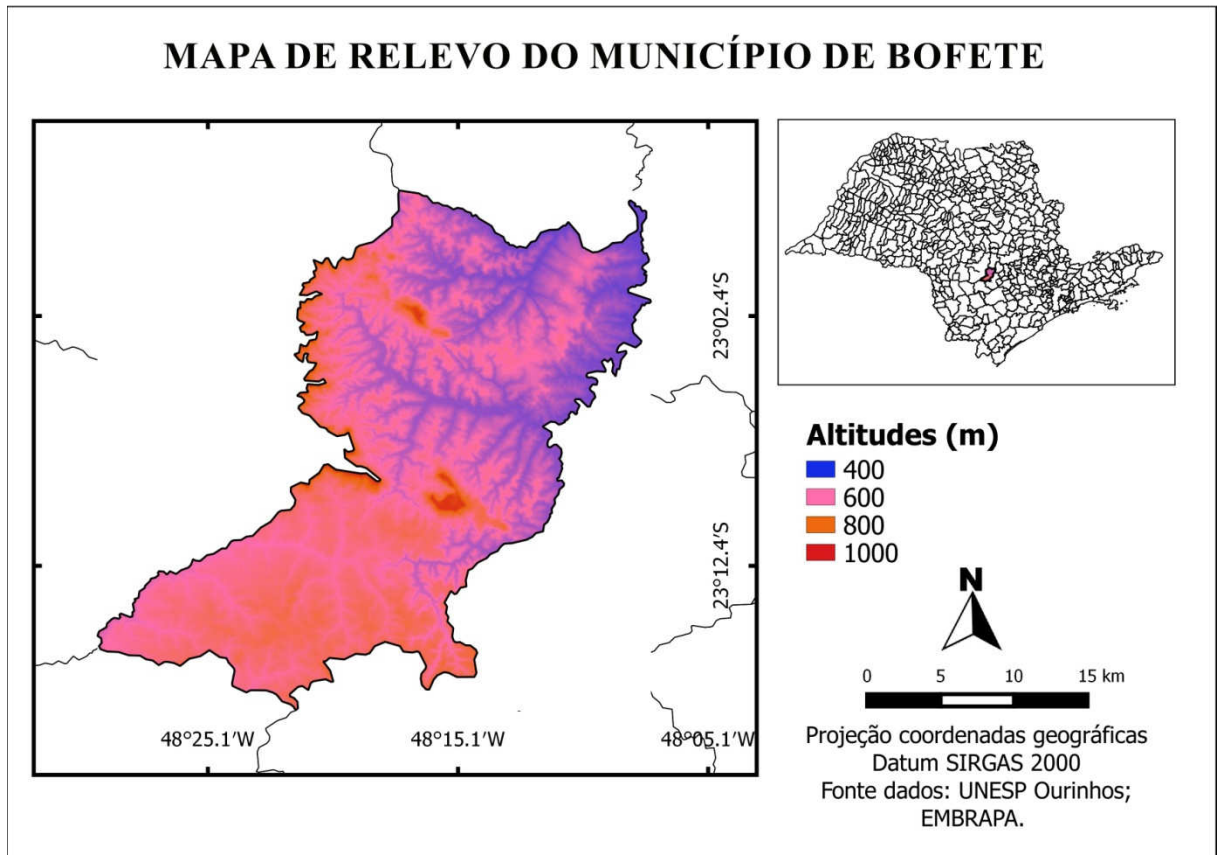 MAPA DE RELEVO DO MUNICÍPIO DE BOFETE
23°02.4′S
23°12.4′S
48°25.1′W
48°15.1′W
48°05.1′W
Altitudes (m)
400
600
800
1000
N
0 5 10 15 km
Projeção coordenadas geográficas
Datum SIRGAS 2000
Fonte dados: UNESP Ourinhos;
EMBRAPA.